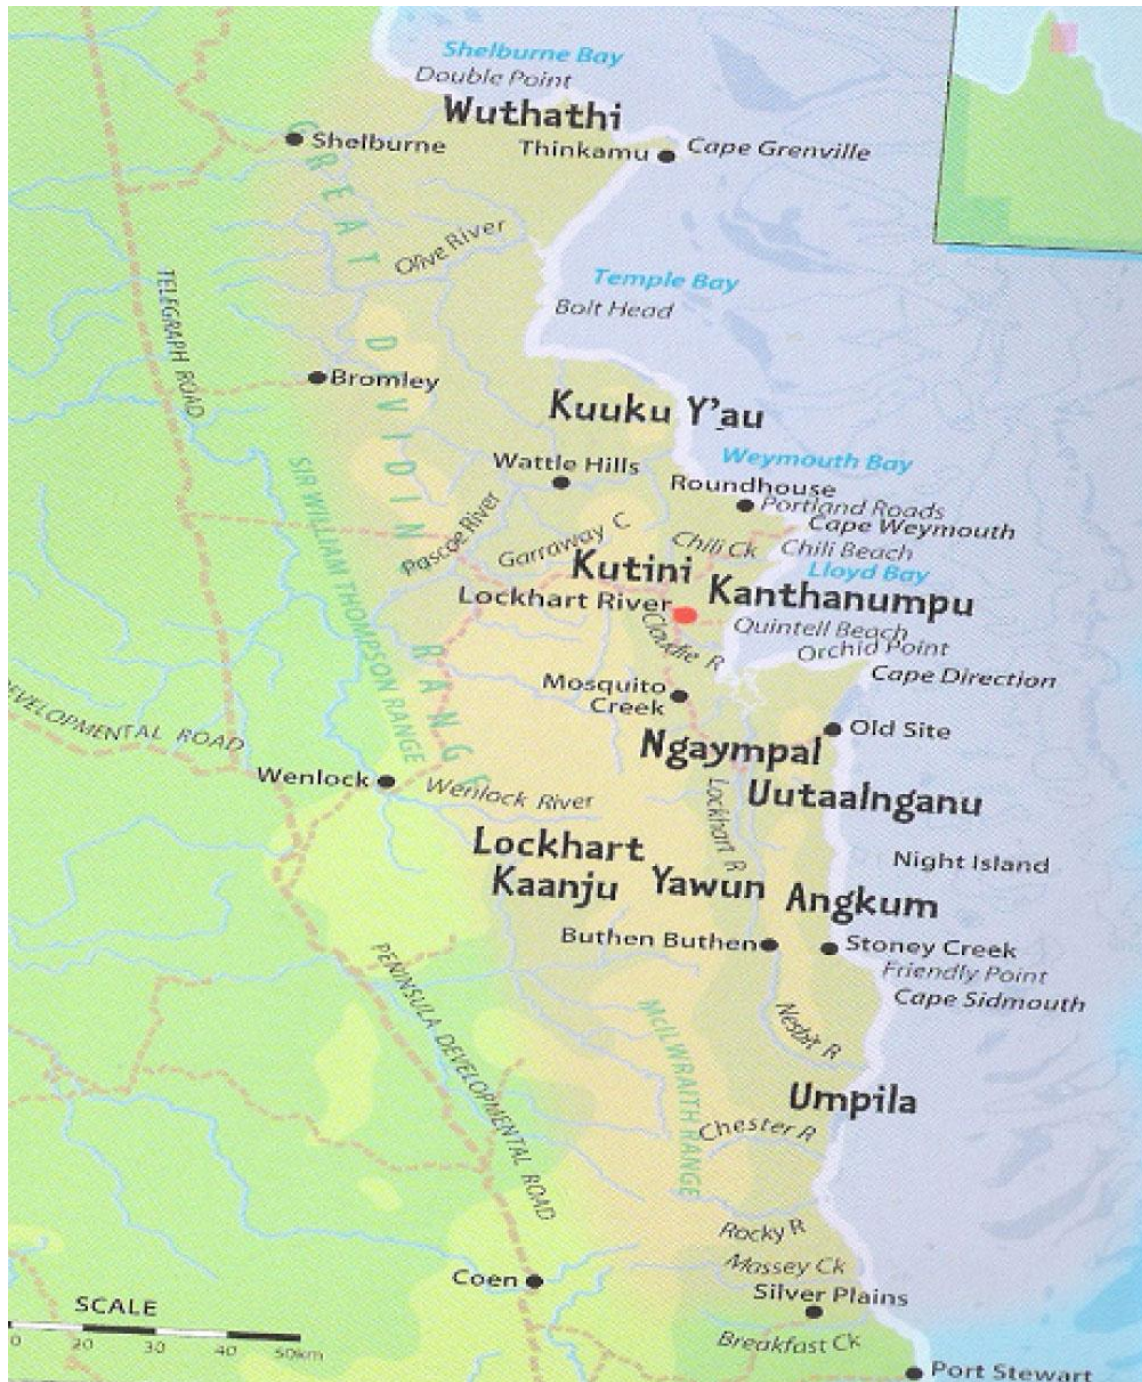 Shelburne Bay
Double Point
Wuthathi
Shelburne
Thinkamu
Cape Grenville
GREAT DIVIDING RANGE
Olive River
TELEGRAPH ROAD
Temple Bay
Bolt Head
Bromley
Kuuku Y'au
Wattle Hills
Weymouth Bay
Roundhouse
Portland Roads
Cape Weymouth
SIR WILLIAM THOMPSON RANGE
Pascoe River
Garraway C
Chili Ck
Chili Beach
Kutini
Lloyd Bay
Lockhart River
Kanthanumpu
Claudie R
Quintell Beach
Orchid Point
Cape Direction
Mosquito
Creek
EVELOPMENTAL ROAD
Old Site
Ngaympal
Wenlock
Wenlock River
Uutaalnganu
Lockhart R
Lockhart
Kaanju
Yawun
Angkum
Night Island
Buthen Buthen
Stoney Creek
Friendly Point
Cape Sidmouth
PENINSULA DEVELOPMENTAL ROAD
McILWRAITH RANGE
Nesbit R
Umpila
Chester R
Rocky R
Massey Ck
Coen
Silver Plains
SCALE
0 20 30 40 50km
Breakfast Ck
Port Stewart